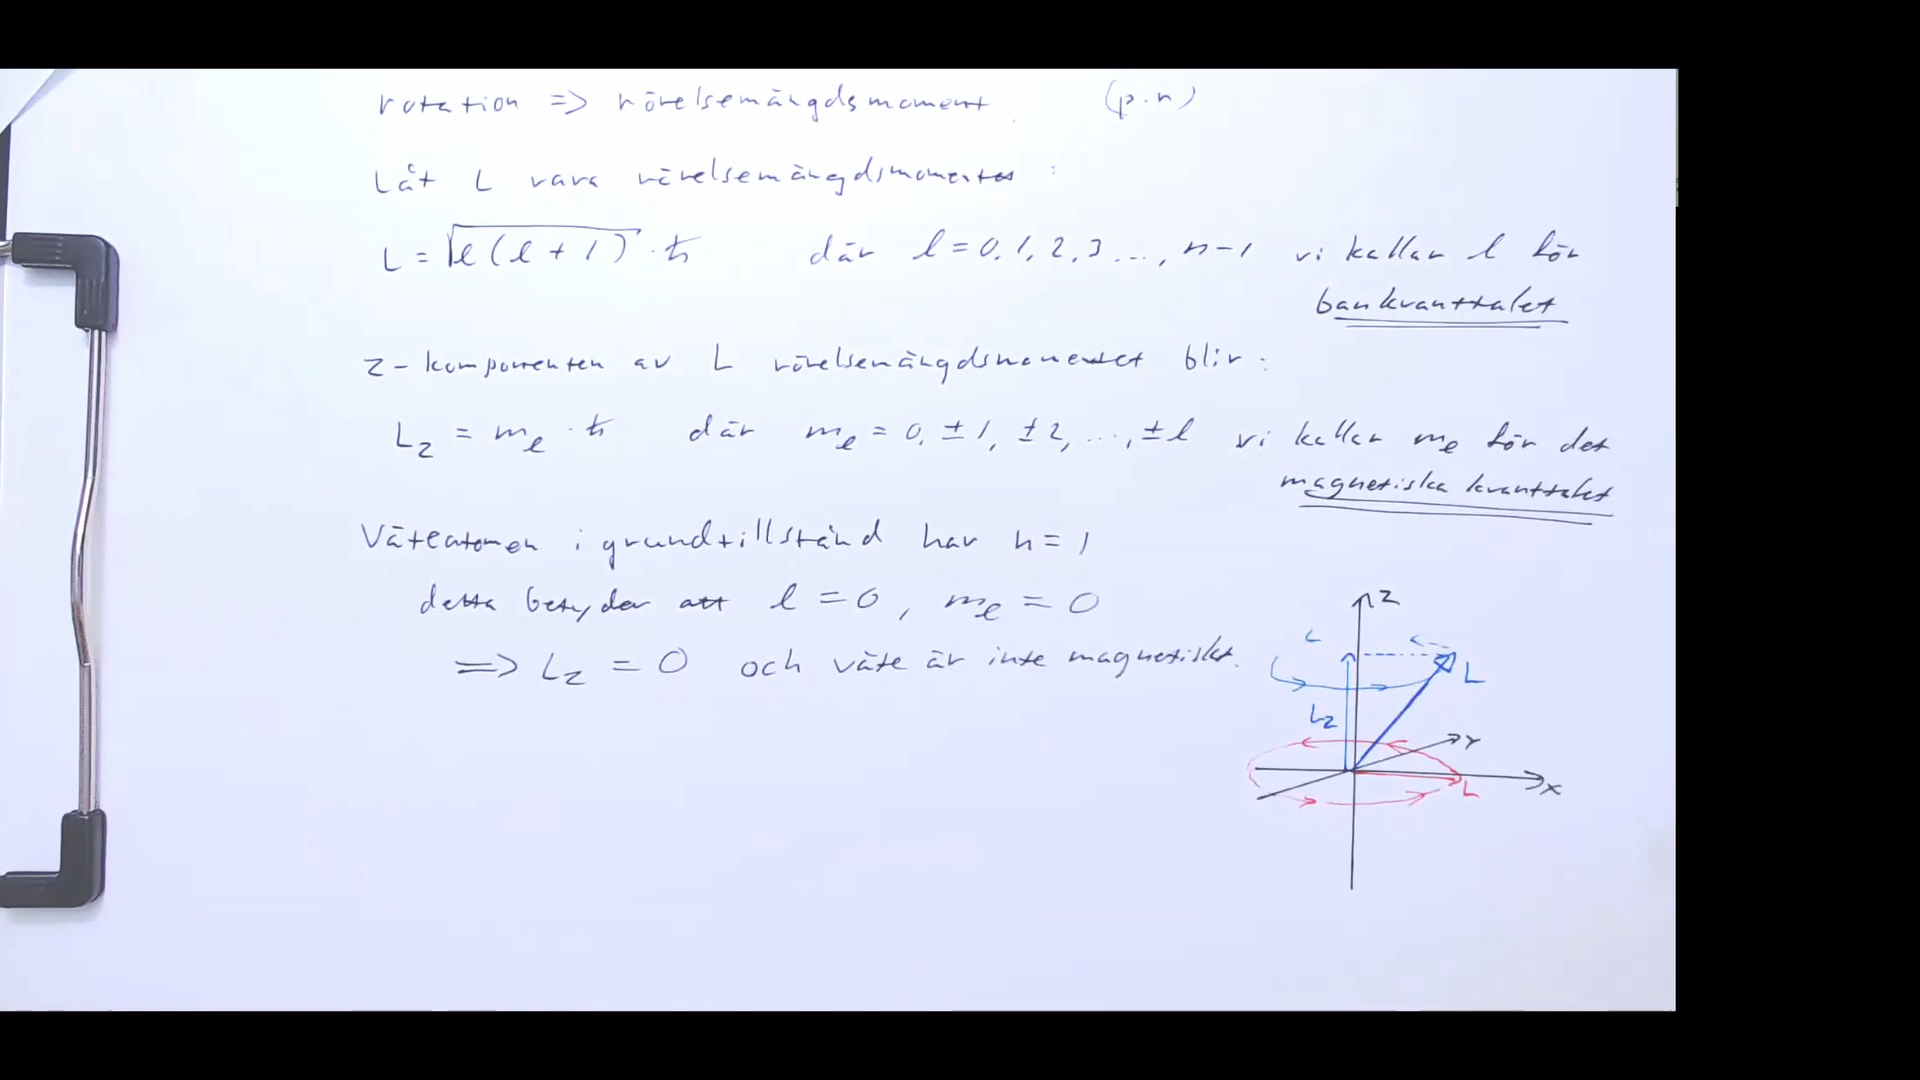 rotation => rörelsemängdsmoment (p·r)
Låt L vara rörelsemängdsmomentet :
L = √l(l+1) · ħ där l = 0, 1, 2, 3 ..., n-1 vi kallar l för
bankvanttalet
z-komponenten av L rörelsemängdsmomentet blir :
L_z = m_l · ħ där m_l = 0, ±1, ±2, ..., ±l vi kallar m_l för det
magnetiska kvanttalet
Väteatomen i grundtillstånd har n = 1
detta betyder att l = 0, m_l = 0
=> L_z = 0 och väte är inte magnetiskt.
z
L
L
L_z
y
L
x